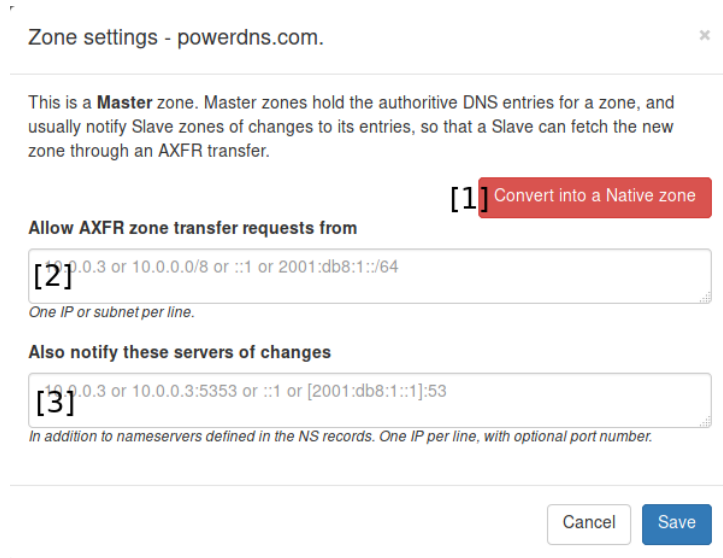 Zone settings - powerdns.com.
×
This is a Master zone. Master zones hold the authoritive DNS entries for a zone, and
usually notify Slave zones of changes to its entries, so that a Slave can fetch the new
zone through an AXFR transfer.
[1] Convert into a Native zone
Allow AXFR zone transfer requests from
[2] 10.0.0.3 or 10.0.0.0/8 or ::1 or 2001:db8:1::/64
One IP or subnet per line.
Also notify these servers of changes
[3] 10.0.0.3 or 10.0.0.3:5353 or ::1 or [2001:db8:1::1]:53
In addition to nameservers defined in the NS records. One IP per line, with optional port number.
Cancel Save